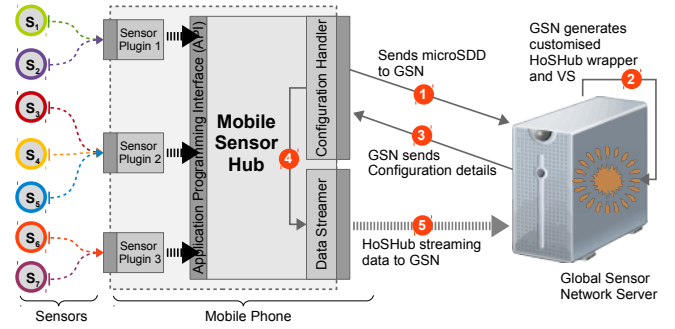 S1
S2
S3
S4
S5
S6
S7
Sensors
Sensor
Plugin 1
Sensor
Plugin 2
Sensor
Plugin 3
Application Programming Interface (API)
Mobile
Sensor
Hub
Configuration Handler
Data Streamer
Mobile Phone
Sends microSDD
to GSN
1
GSN generates
customised
HoSHub wrapper
and VS
2
3
GSN sends
Configuration details
4
5
HoSHub streaming
data to GSN
Global Sensor
Network Server